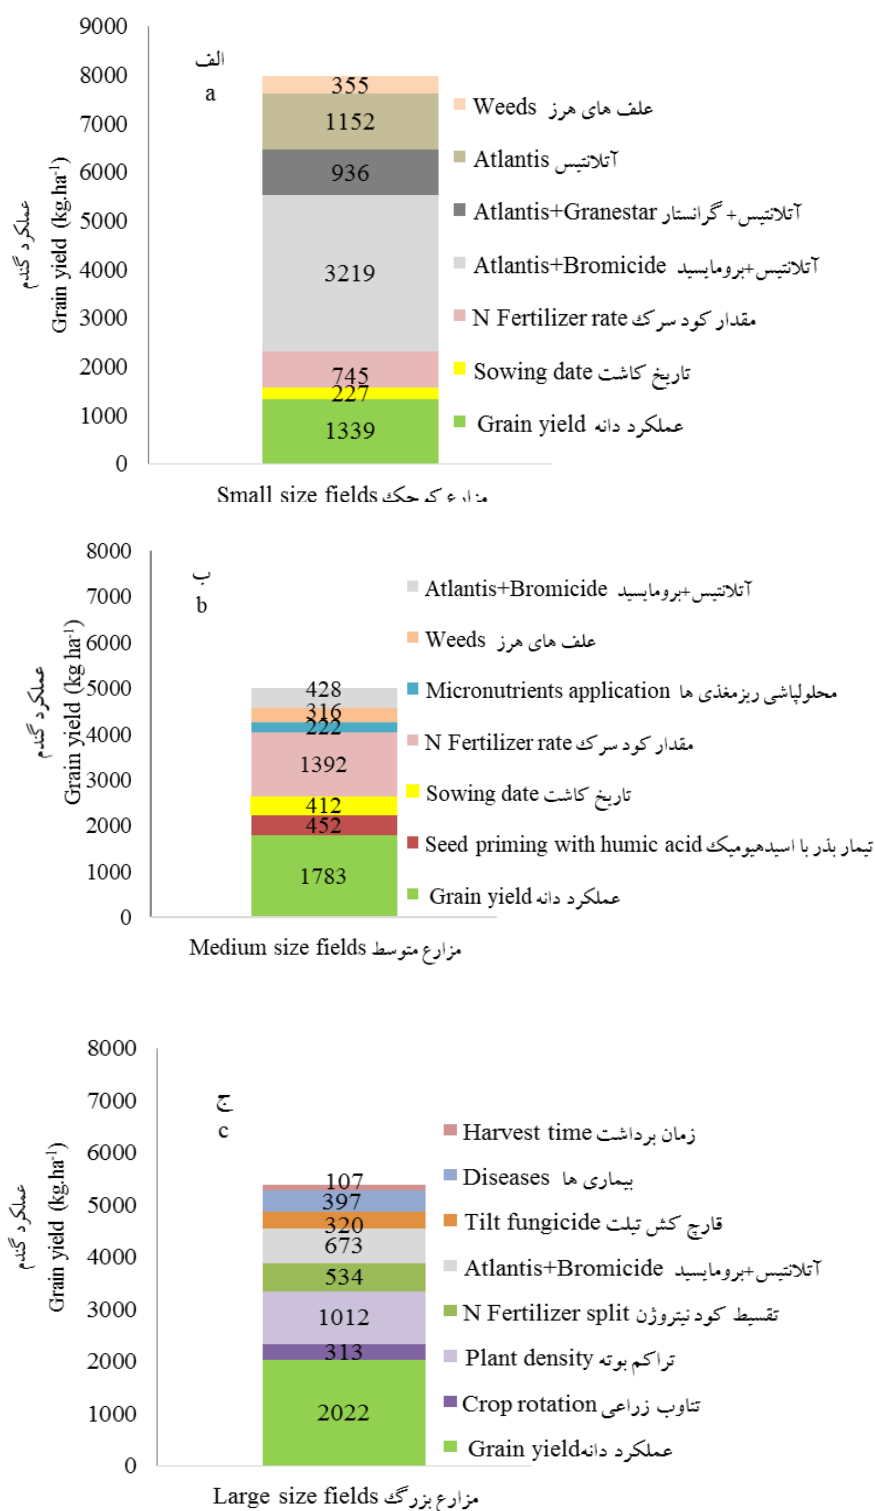 9000
8000
7000
6000
5000
4000
3000
2000
1000
0
عملکرد گندم
Grain yield (kg.ha-1)
الف
a
355
1152
936
3219
745
227
1339
Weeds علف های هرز
Atlantis آتلانتیس
Atlantis+Granestar آتلانتیس+ گرانستار
Atlantis+Bromicide آتلانتیس+برومایسید
N Fertilizer rate مقدار کود سرک
Sowing date تاریخ کاشت
Grain yield عملکرد دانه
Small size fields مزارع کوچک
8000
7000
6000
5000
4000
3000
2000
1000
0
عملکرد گندم
Grain yield (kg ha-1)
ب
b
428
316
222
1392
412
452
1783
Atlantis+Bromicide آتلانتیس+برومایسید
Weeds علف های هرز
Micronutrients application محلولپاشی ریزمغذی ها
N Fertilizer rate مقدار کود سرک
Sowing date تاریخ کاشت
Seed priming with humic acid تیمار بذر با اسیدهیومیک
Grain yield عملکرد دانه
Medium size fields مزارع متوسط
8000
7000
6000
5000
4000
3000
2000
1000
0
عملکرد گندم
Grain yield (kg.ha-1)
ج
c
107
397
320
673
534
1012
313
2022
Harvest time زمان برداشت
Diseases بیماری ها
Tilt fungicide قارچ کش تیلت
Atlantis+Bromicide آتلانتیس+برومایسید
N Fertilizer split تقسیط کود نیتروژن
Plant density تراکم بوته
Crop rotation تناوب زراعی
Grain yield عملکرد دانه
Large size fields مزارع بزرگ